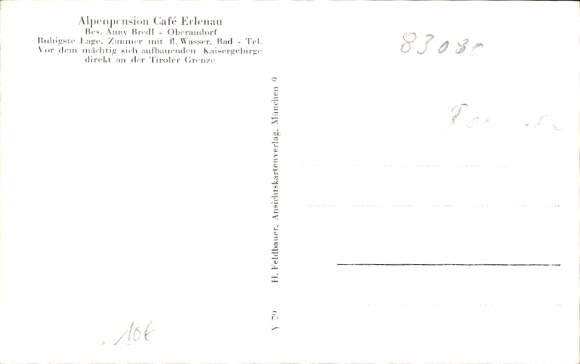 Alpenpension Café Erlenau
Bes. Anny Bredl - Oberaudorf
Ruhigste Lage, Zimmer mit fl. Wasser, Bad - Tel.
Vor dem mächtig sich aufbauenden Kaisergebirge
direkt an der Tiroler Grenze
H. Feldbauer, Ansichtskartenverlag, München 9
83080
106